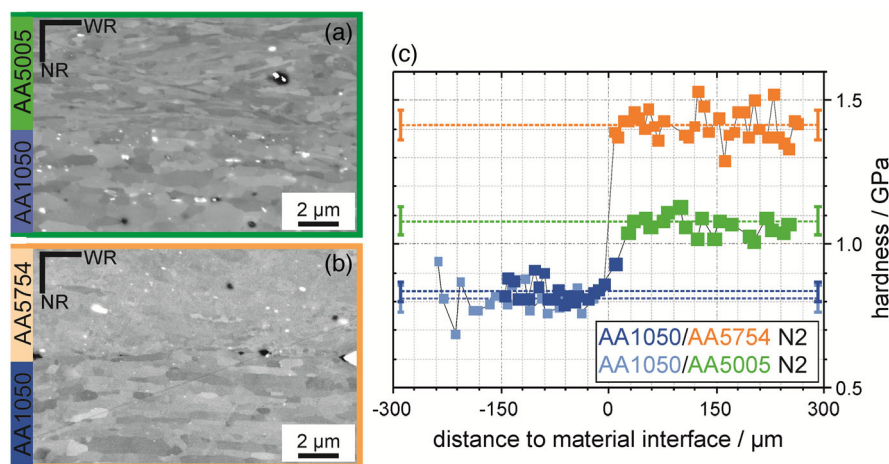 (a)
WR
NR
AA5005
AA1050
2 µm
(b)
WR
NR
AA5754
AA1050
2 µm
(c)
1.5
1.0
0.5
hardness / GPa
AA1050/AA5754 N2
AA1050/AA5005 N2
-300 -150 0 150 300
distance to material interface / µm